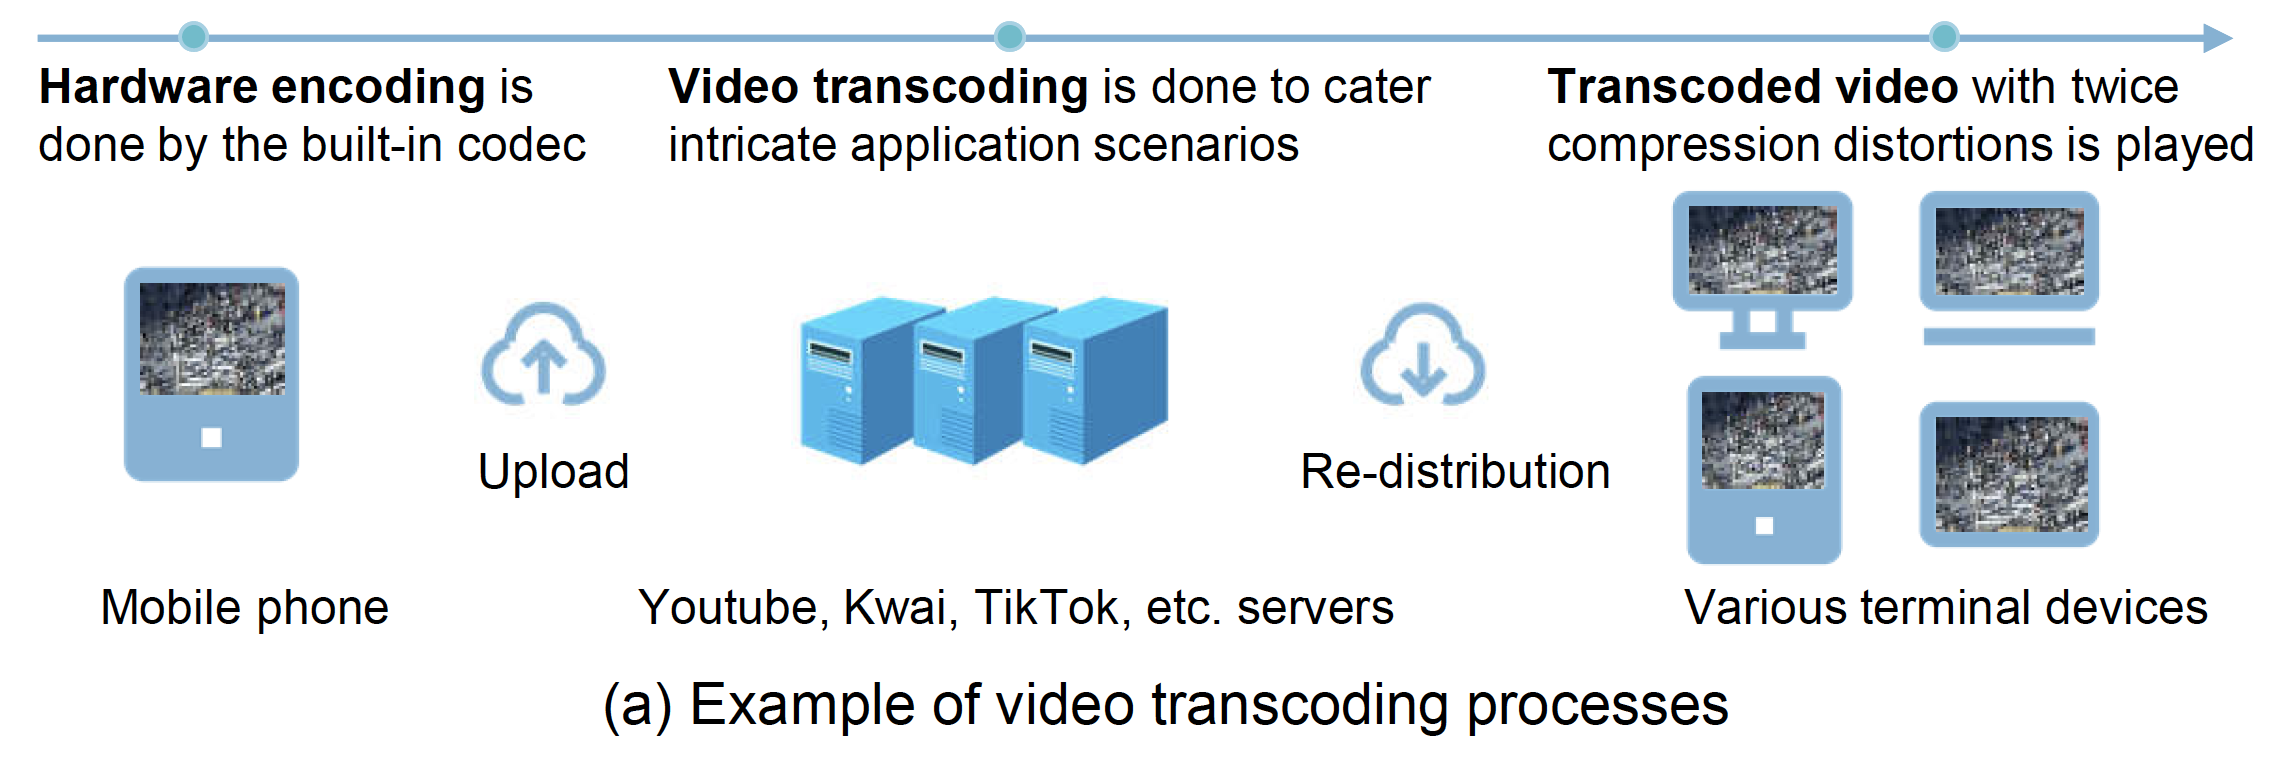 Hardware encoding is
done by the built-in codec
Video transcoding is done to cater
intricate application scenarios
Transcoded video with twice
compression distortions is played
Upload
Re-distribution
Mobile phone
Youtube, Kwai, TikTok, etc. servers
Various terminal devices
(a) Example of video transcoding processes